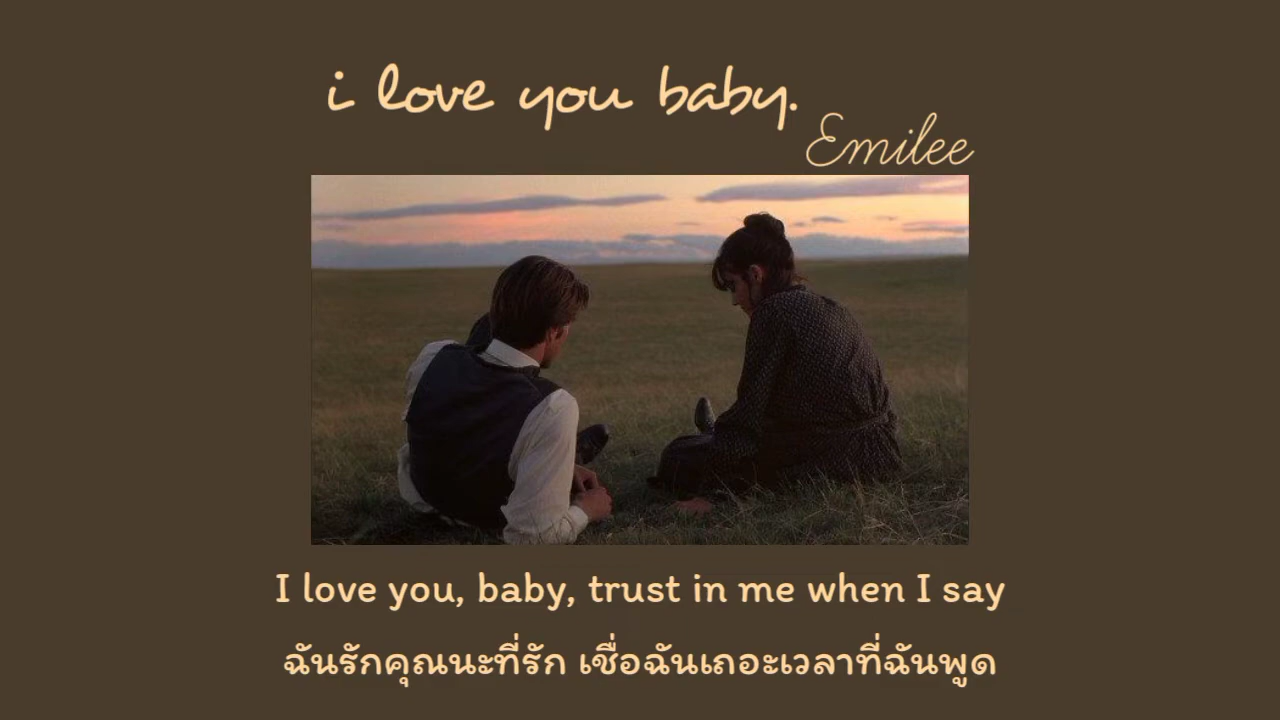 i love you baby.
Emilee
I love you, baby, trust in me when I say
ฉันรักคุณนะที่รัก เชื่อฉันเถอะเวลาที่ฉันพูด